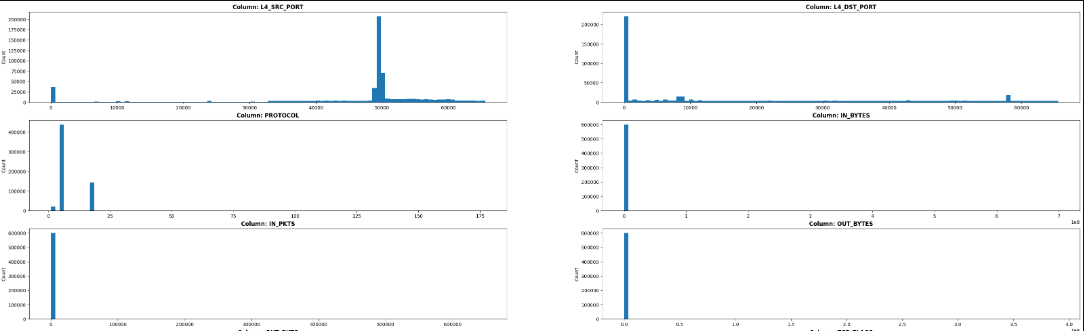 Column: L4_SRC_PORT
Count
200000
175000
150000
125000
100000
75000
50000
25000
0
0 10000 20000 30000 40000 50000 60000
Column: L4_DST_PORT
Count
200000
150000
100000
50000
0
0 10000 20000 30000 40000 50000 60000
Column: PROTOCOL
Count
400000
300000
200000
100000
0
0 25 50 75 100 125 150 175
Column: IN_BYTES
Count
600000
500000
400000
300000
200000
100000
0
0 1 2 3 4 5 6 7
Column: IN_PKTS
Count
600000
500000
400000
300000
200000
100000
0
0 100000 200000 300000 400000 500000 600000
Column: OUT_BYTES
Count
600000
500000
400000
300000
200000
100000
0
0.0 0.5 1.0 1.5 2.0 2.5 3.0 3.5 4.0